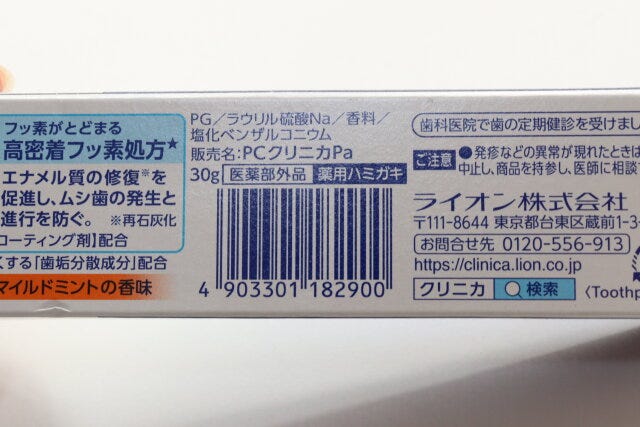 フッ素がとどまる
高密着フッ素処方★
エナメル質の修復※を
促進し、ムシ歯の発生と
進行を防ぐ。 ※再石灰化
コーティング剤】配合
くする「歯垢分散成分」配合
マイルドミントの香味
PG/ラウリル硫酸Na/香料/
塩化ベンザルコニウム
販売名:PCクリニカPa
30g 医薬部外品 薬用ハミガキ
4 903301 182900
歯科医院で歯の定期健診を受けまし
ご注意 ●発疹などの異常が現れたときは
中止し、商品を持参し、医師に相談
ライオン株式会社
〒111-8644 東京都台東区蔵前1-3-
お問合せ先 0120-556-913
https://clinica.lion.co.jp
クリニカ 検索
〈Toothp